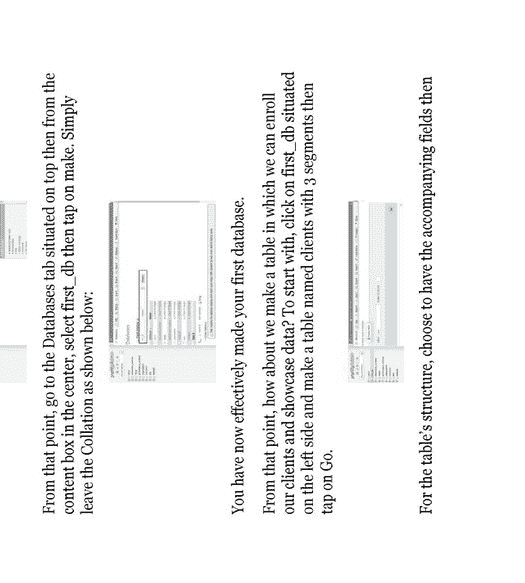 From that point, go to the Databases tab situated on top then from the
content box in the center, select first_db then tap on make. Simply
leave the Collation as shown below:
You have now effectively made your first database.
From that point, how about we make a table in which we can enroll
our clients and showcase data? To start with, click on first_db situated
on the left side and make a table named clients with 3 segments then
tap on Go.
For the table's structure, choose to have the accompanying fields then